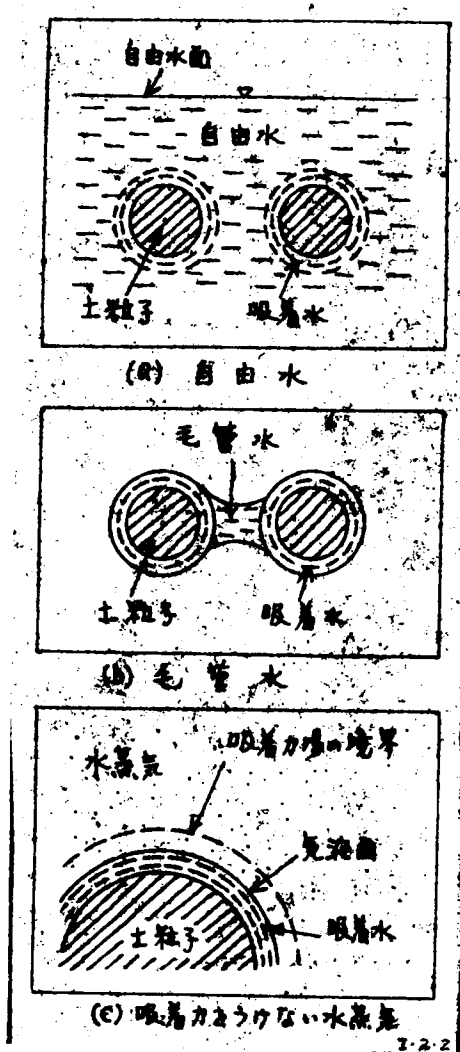 自由水面
自由水
土粒子
吸着水
(a) 自由水
毛管水
土粒子
吸着水
(b) 毛管水
水蒸気
吸着力場の境界
気液面
吸着水
土粒子
(c) 吸着力をうけない水蒸気
I-2-2